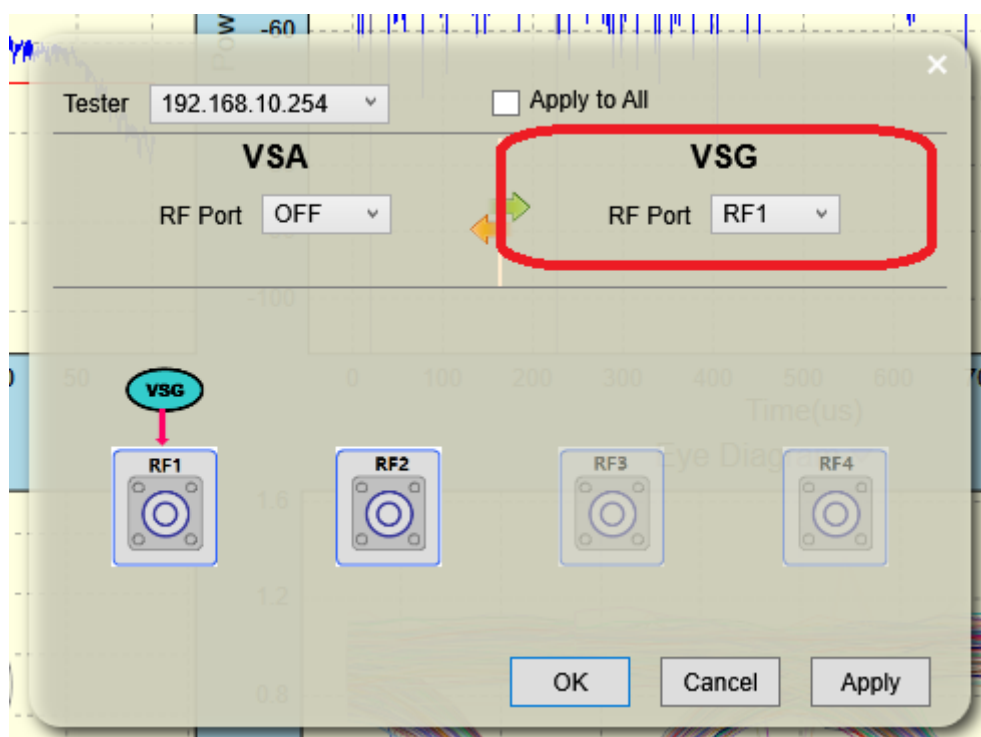 Pow
-60
Tester 192.168.10.254 Apply to All
VSA VSG
RF Port OFF RF Port RF1
-100
50 0 100 200 300 400 500 600
VSG
Time(us)
RF1 RF2 RF3 Eye Diag RF4
1.6
1.2
OK Cancel Apply
0.8